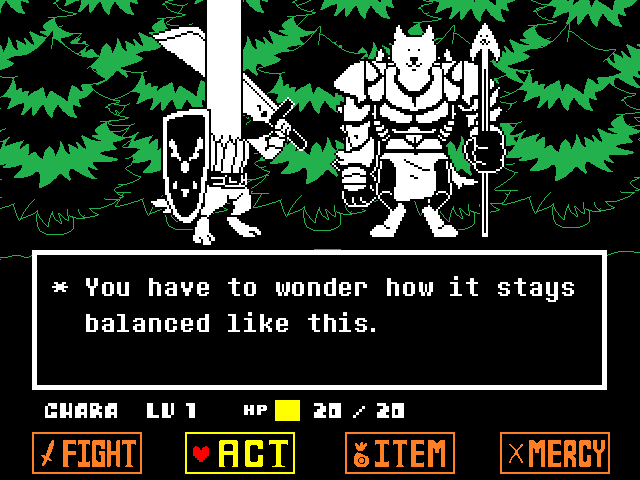 * You have to wonder how it stays
balanced like this.
CHARA LV 1 HP 20 / 20
FIGHT ACT ITEM MERCY